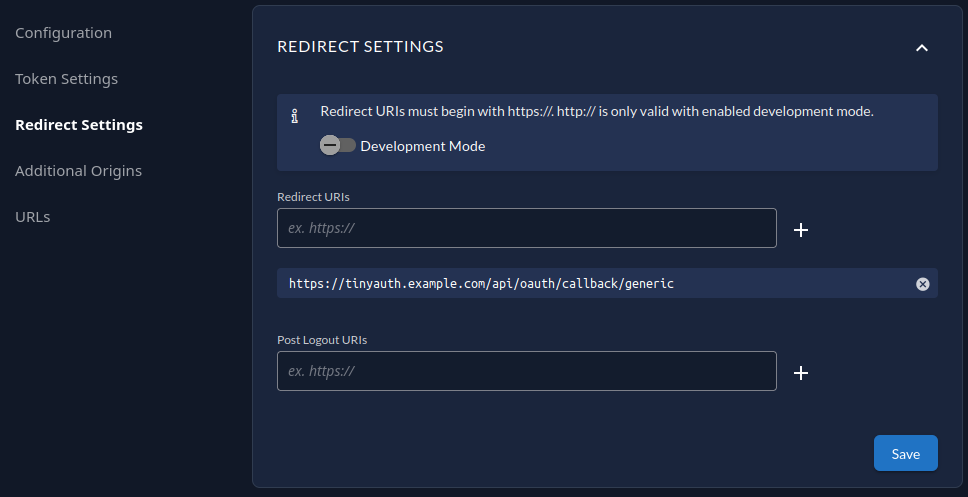 Configuration
Token Settings
Redirect Settings
Additional Origins
URLs
REDIRECT SETTINGS
Redirect URIs must begin with https://. http:// is only valid with enabled development mode.
Development Mode
Redirect URIs
ex. https://
https://tinyauth.example.com/api/oauth/callback/generic
Post Logout URIs
ex. https://
Save